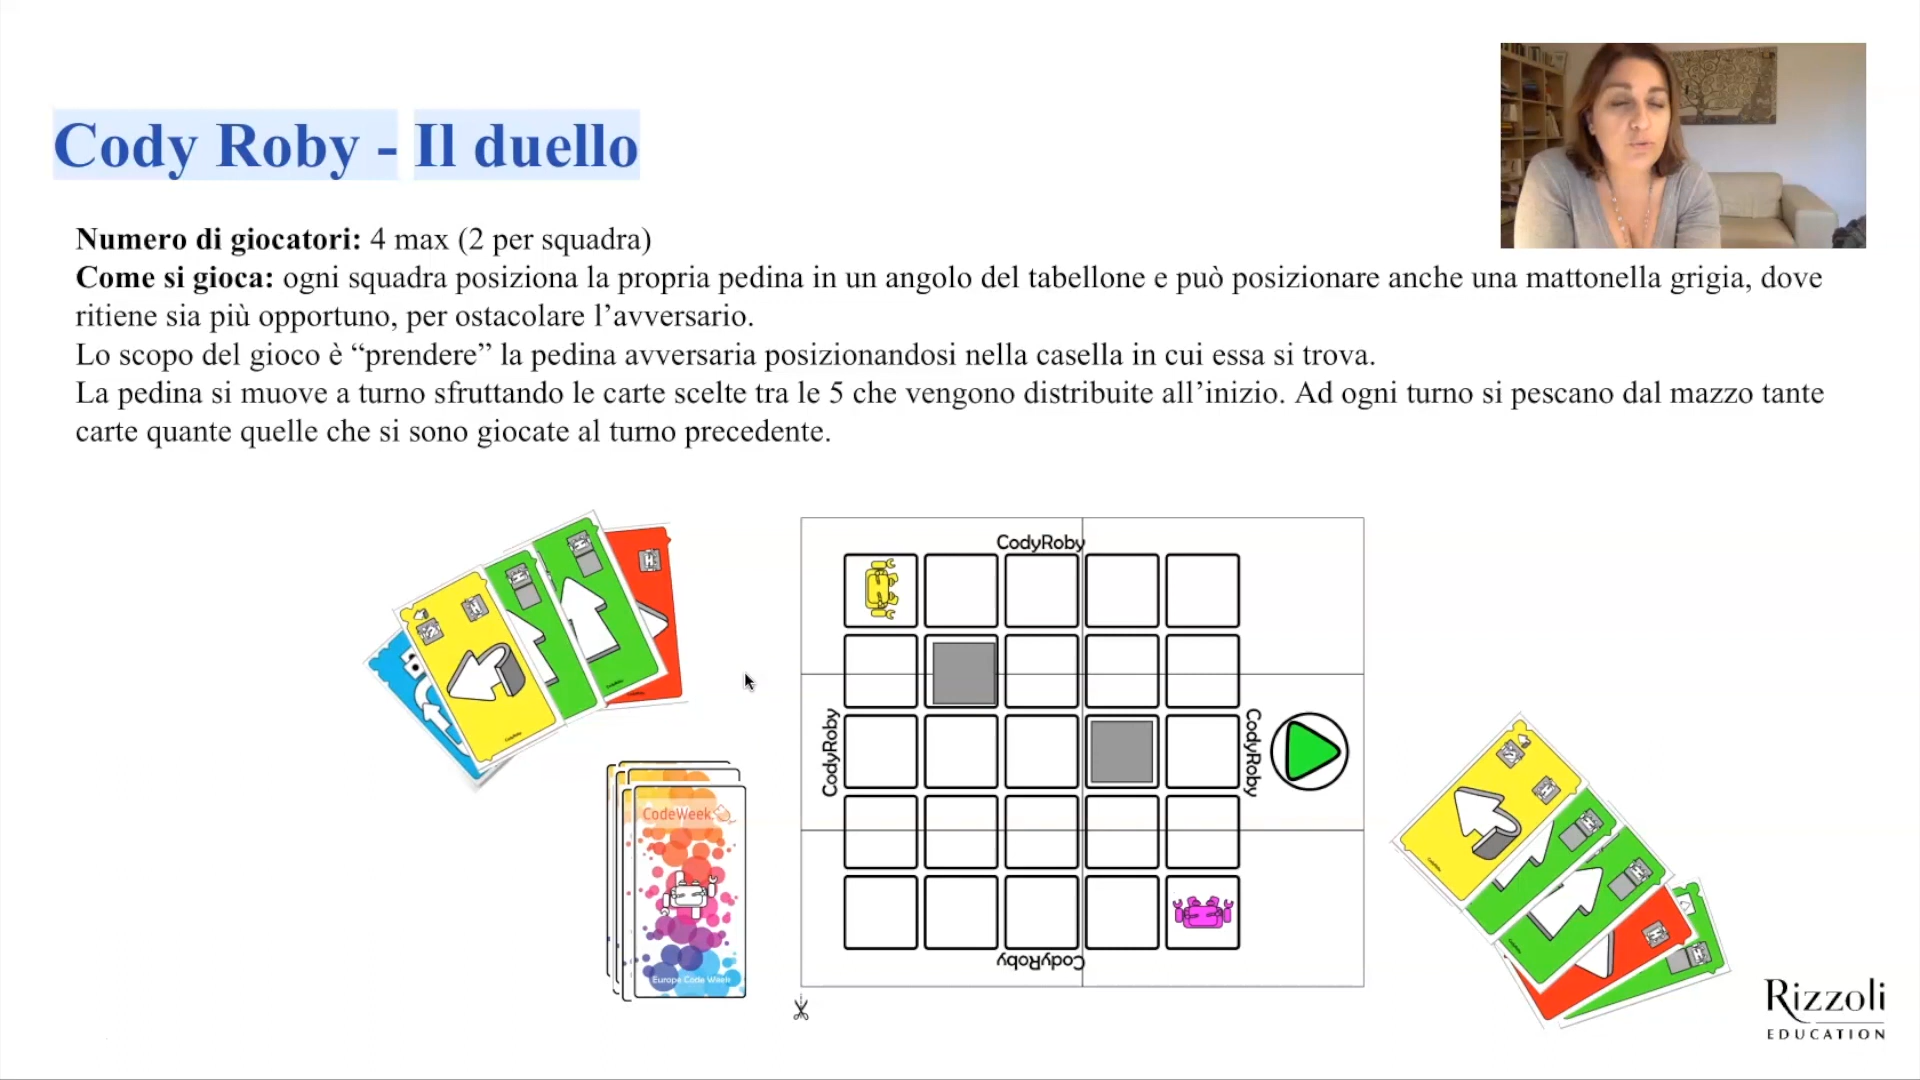 Cody Roby - Il duello
Numero di giocatori: 4 max (2 per squadra)
Come si gioca: ogni squadra posiziona la propria pedina in un angolo del tabellone e può posizionare anche una mattonella grigia, dove
ritiene sia più opportuno, per ostacolare l’avversario.
Lo scopo del gioco è “prendere” la pedina avversaria posizionandosi nella casella in cui essa si trova.
La pedina si muove a turno sfruttando le carte scelte tra le 5 che vengono distribuite all’inizio. Ad ogni turno si pescano dal mazzo tante
carte quante quelle che si sono giocate al turno precedente.
CodyRoby
CodyRoby
CodyRoby
CodyRoby
CodeWeek
Europe Code Week
Rizzoli
EDUCATION